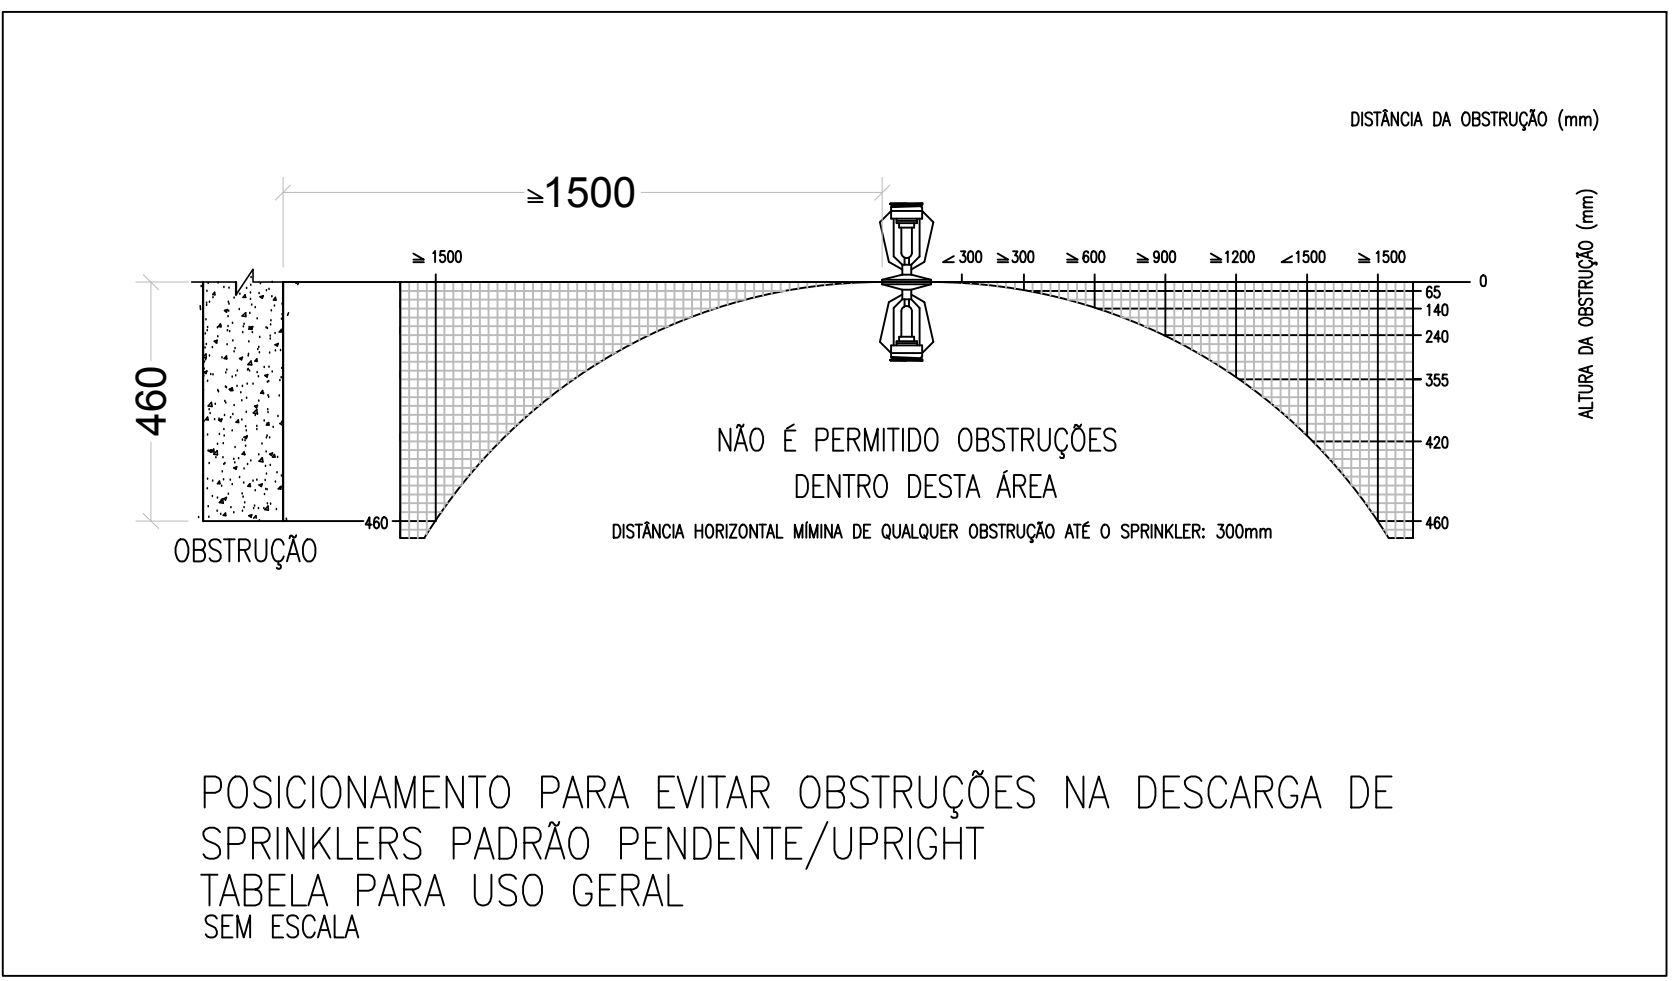 DISTÂNCIA DA OBSTRUÇÃO (mm)
≧1500
≧ 1500
∠ 300 ≧300 ≧600 ≧900 ≧1200 ∠1500 ≧1500
0
65
140
240
355
420
460
ALTURA DA OBSTRUÇÃO (mm)
460
460
OBSTRUÇÃO
NÃO É PERMITIDO OBSTRUÇÕES
DENTRO DESTA ÁREA
DISTÂNCIA HORIZONTAL MÍMINA DE QUALQUER OBSTRUÇÃO ATÉ O SPRINKLER: 300mm
POSICIONAMENTO PARA EVITAR OBSTRUÇÕES NA DESCARGA DE
SPRINKLERS PADRÃO PENDENTE/UPRIGHT
TABELA PARA USO GERAL
SEM ESCALA